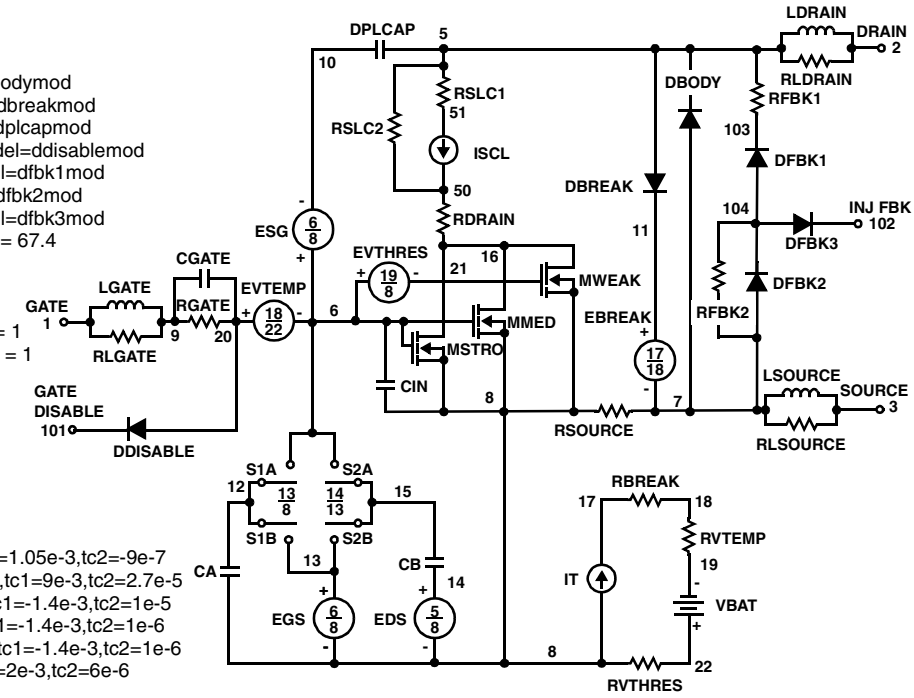 LDRAIN
DPLCAP 5 DRAIN
2
10
RLDRAIN
odymod
dbreakmod
dplcapmod
del=ddisablemod
el=dfbk1mod
dfbk2mod
l=dfbk3mod
= 67.4
RSLC1
51
RSLC2
ISCL
50
RDRAIN
DBODY
RFBK1
103
DFBK1
DBREAK
104
INJ FBK
102
DFBK3
11
DFBK2
RFBK2
-
ESG 6
8
+
EVTHRES
+ 19
8 -
21
16
MWEAK
MMED
MSTRO
EBREAK
+
17
18
-
CGATE
LGATE
EVTEMP
GATE
1
RGATE
+ 18
22 -
6
= 1
= 1
9
20
RLGATE
CIN
8
RSOURCE
7
LSOURCE
SOURCE
3
RLSOURCE
GATE
DISABLE
101
DDISABLE
S1A S2A
12 13
8
14
13
15
S1B S2B
13
CA
CB
14
+ +
EGS 6
8
EDS 5
8
- -
8
RBREAK
17 18
RVTEMP
19
IT
-
VBAT
+
22
RVTHRES
=1.05e-3,tc2=-9e-7
,tc1=9e-3,tc2=2.7e-5
c1=-1.4e-3,tc2=1e-5
1=-1.4e-3,tc2=1e-6
tc1=-1.4e-3,tc2=1e-6
=2e-3,tc2=6e-6